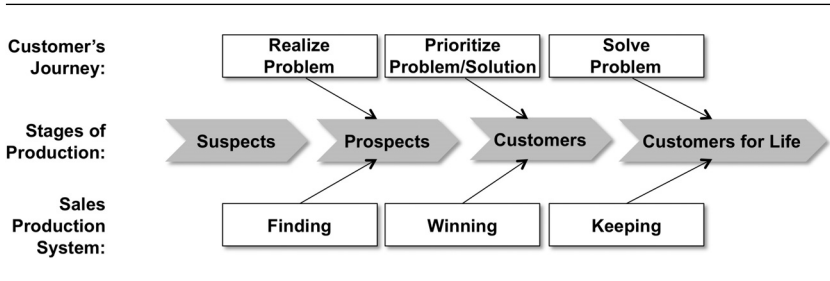 Customer's
Journey:
Realize
Problem
Prioritize
Problem/Solution
Solve
Problem
Stages of
Production:
Suspects
Prospects
Customers
Customers for Life
Sales
Production
System:
Finding
Winning
Keeping